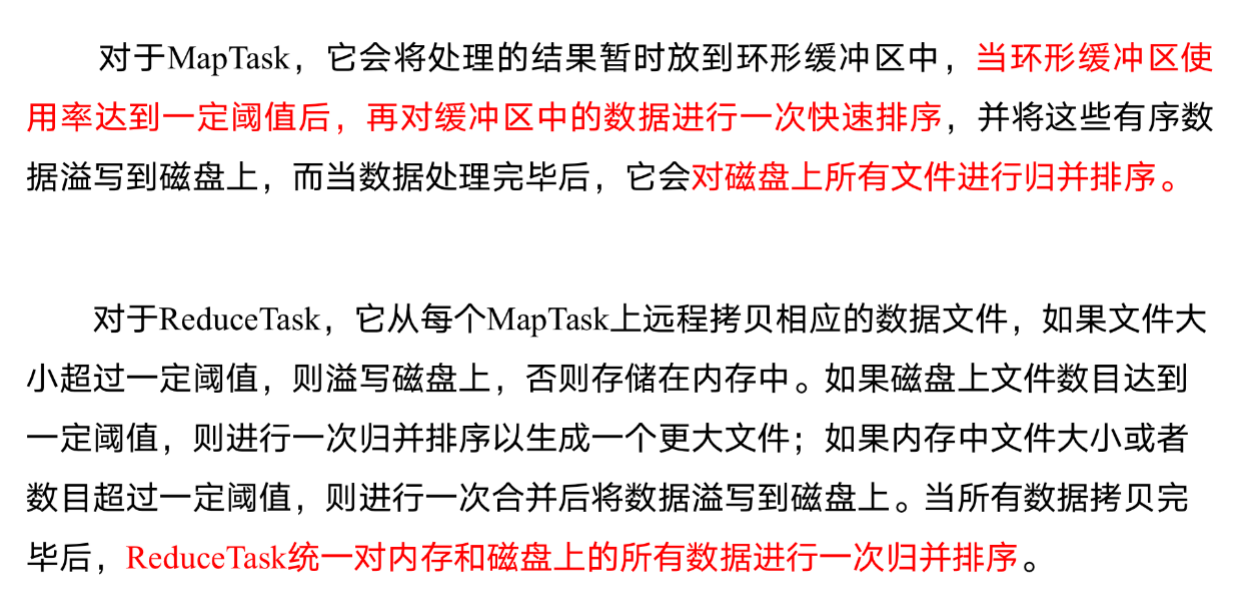 对于MapTask，它会将处理的结果暂时放到环形缓冲区中，当环形缓冲区使
用率达到一定阈值后，再对缓冲区中的数据进行一次快速排序，并将这些有序数
据溢写到磁盘上，而当数据处理完毕后，它会对磁盘上所有文件进行归并排序。
对于ReduceTask，它从每个MapTask上远程拷贝相应的数据文件，如果文件大
小超过一定阈值，则溢写磁盘上，否则存储在内存中。如果磁盘上文件数目达到
一定阈值，则进行一次归并排序以生成一个更大文件；如果内存中文件大小或者
数目超过一定阈值，则进行一次合并后将数据溢写到磁盘上。当所有数据拷贝完
毕后，ReduceTask统一对内存和磁盘上的所有数据进行一次归并排序。